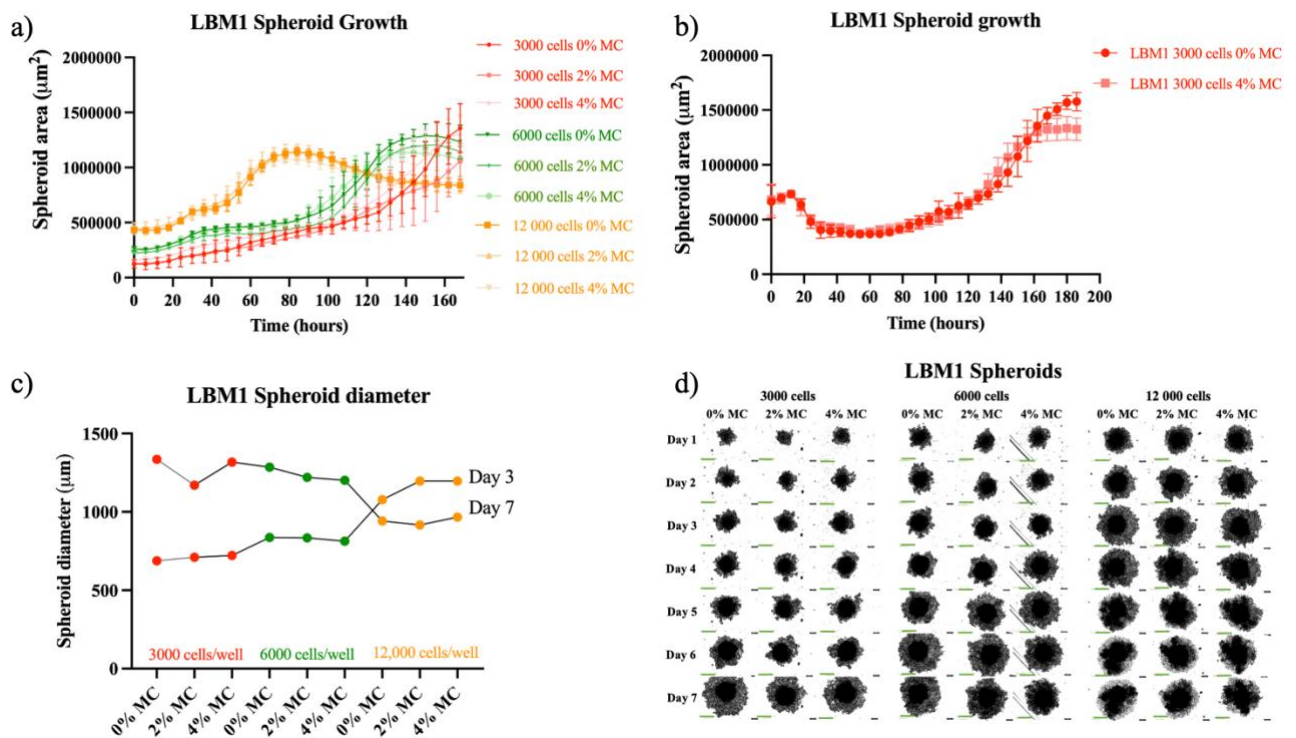 a)
LBM1 Spheroid Growth
Spheroid area (μm²)
2000000
1500000
1000000
500000
0
0 20 40 60 80 100 120 140 160
Time (hours)
3000 cells 0% MC
3000 cells 2% MC
3000 cells 4% MC
6000 cells 0% MC
6000 cells 2% MC
6000 cells 4% MC
12 000 eclls 0% MC
12 000 cells 2% MC
12 000 cells 4% MC
b)
LBM1 Spheroid growth
Spheroid area (μm²)
2000000
1500000
1000000
500000
0
0 20 40 60 80 100 120 140 160 180 200
Time (hours)
LBM1 3000 cells 0% MC
LBM1 3000 cells 4% MC
c)
LBM1 Spheroid diameter
Spheroid diameter (μm)
1500
1000
500
0
Day 3
Day 7
3000 cells/well 6000 cells/well 12,000 cells/well
0% MC 2% MC 4% MC 0% MC 2% MC 4% MC 0% MC 2% MC 4% MC
d)
LBM1 Spheroids
3000 cells 6000 cells 12 000 cells
0% MC 2% MC 4% MC 0% MC 2% MC 4% MC 0% MC 2% MC 4% MC
Day 1
Day 2
Day 3
Day 4
Day 5
Day 6
Day 7